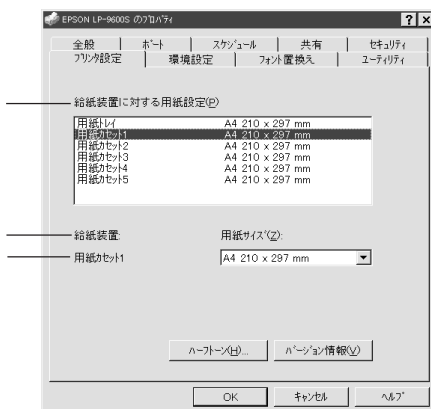 EPSON LP-9600S のプロパティ
全般 ポート スケジュール 共有 セキュリティ
プリンタ設定 環境設定 フォント置換え ユーティリティ
給紙装置に対する用紙設定(P)
用紙トレイ A4 210 x 297 mm
用紙カセット1 A4 210 x 297 mm
用紙カセット2 A4 210 x 297 mm
用紙カセット3 A4 210 x 297 mm
用紙カセット4 A4 210 x 297 mm
用紙カセット5 A4 210 x 297 mm
給紙装置: 用紙サイズ(Z):
用紙カセット1 A4 210 x 297 mm
ハーフトーン(H)... バージョン情報(V)
OK キャンセル ヘルプ